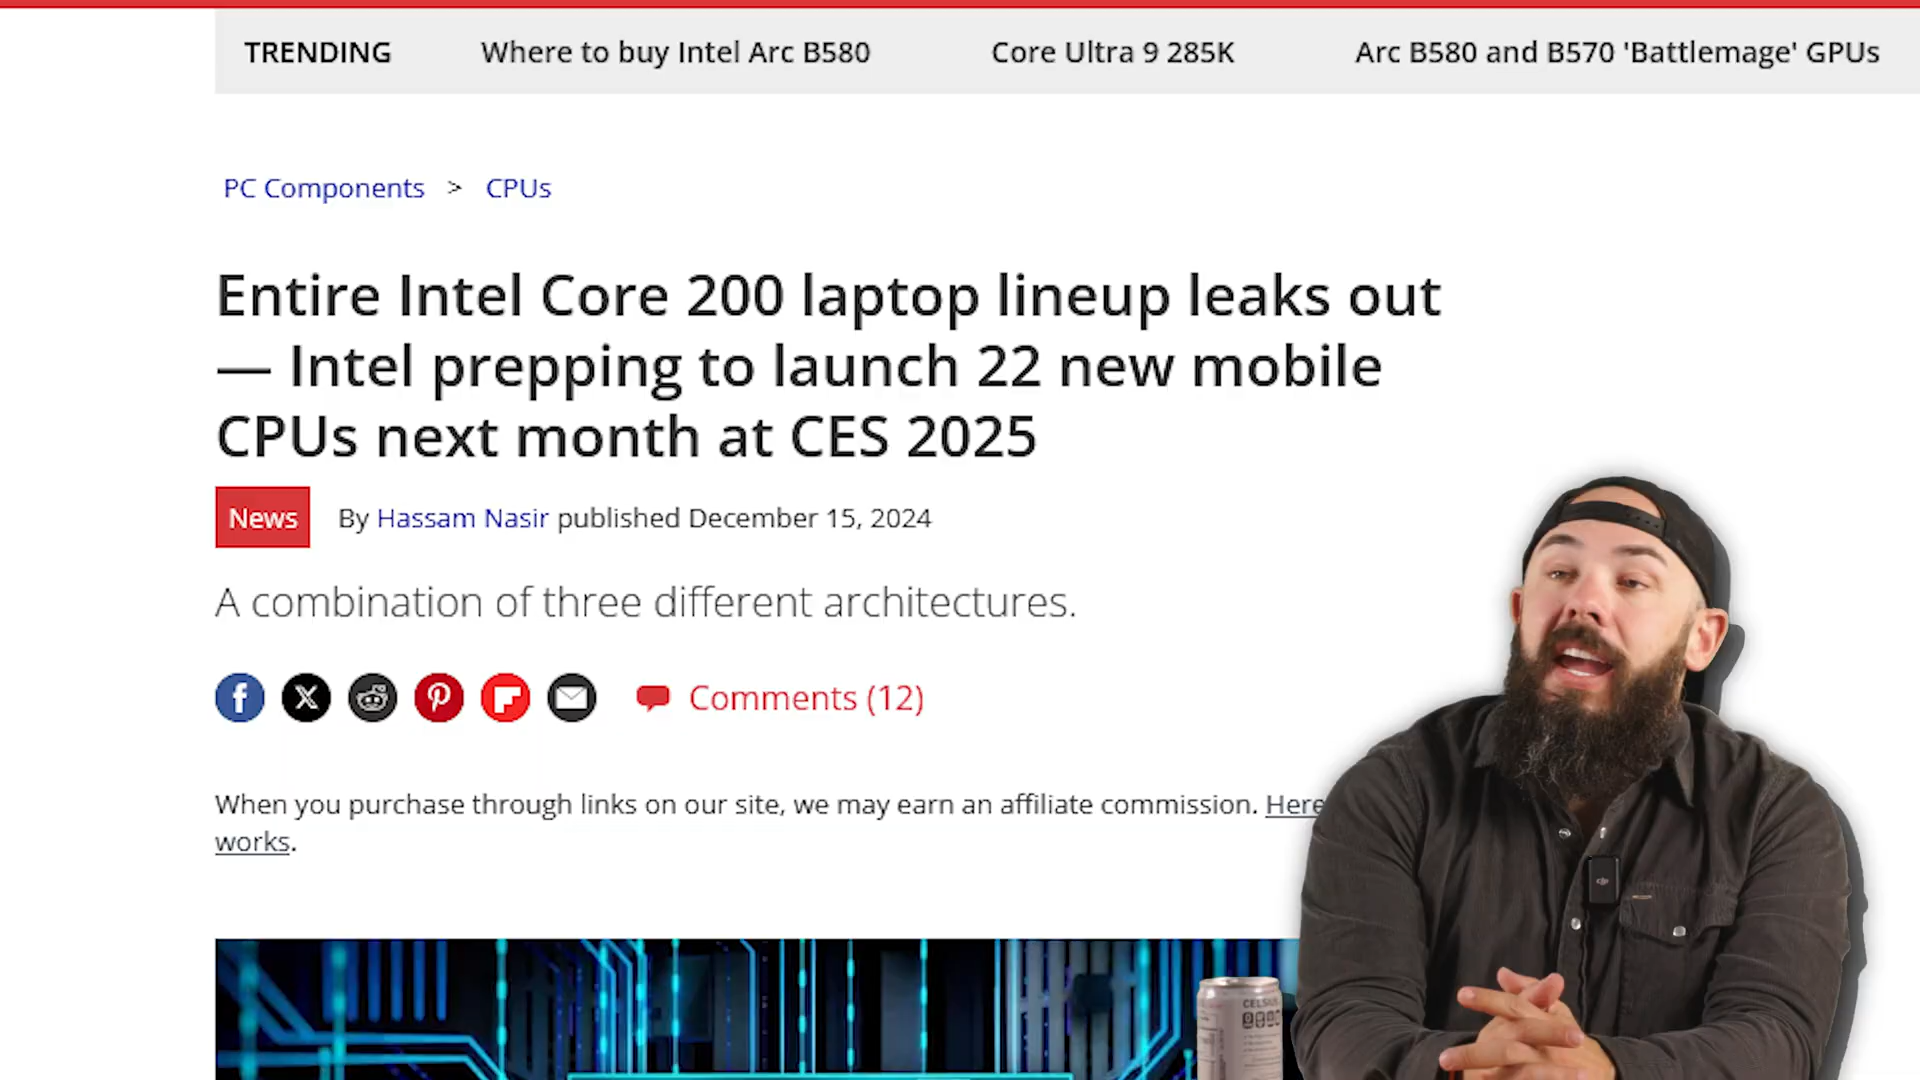 TRENDING Where to buy Intel Arc B580 Core Ultra 9 285K Arc B580 and B570 'Battlemage' GPUs
PC Components > CPUs
Entire Intel Core 200 laptop lineup leaks out
— Intel prepping to launch 22 new mobile
CPUs next month at CES 2025
News By Hassam Nasir published December 15, 2024
A combination of three different architectures.
Comments (12)
When you purchase through links on our site, we may earn an affiliate commission. Here
works.